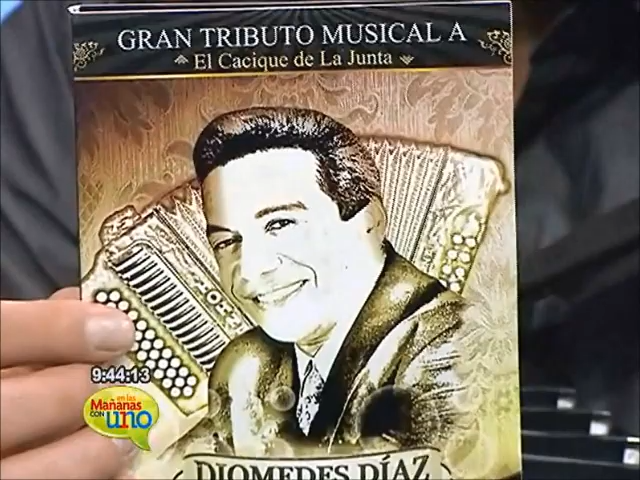 GRAN TRIBUTO MUSICAL A
El Cacique de La Junta
9:44:13
en las
Mañanas
CON uno
DIOMEDES DÍAZ